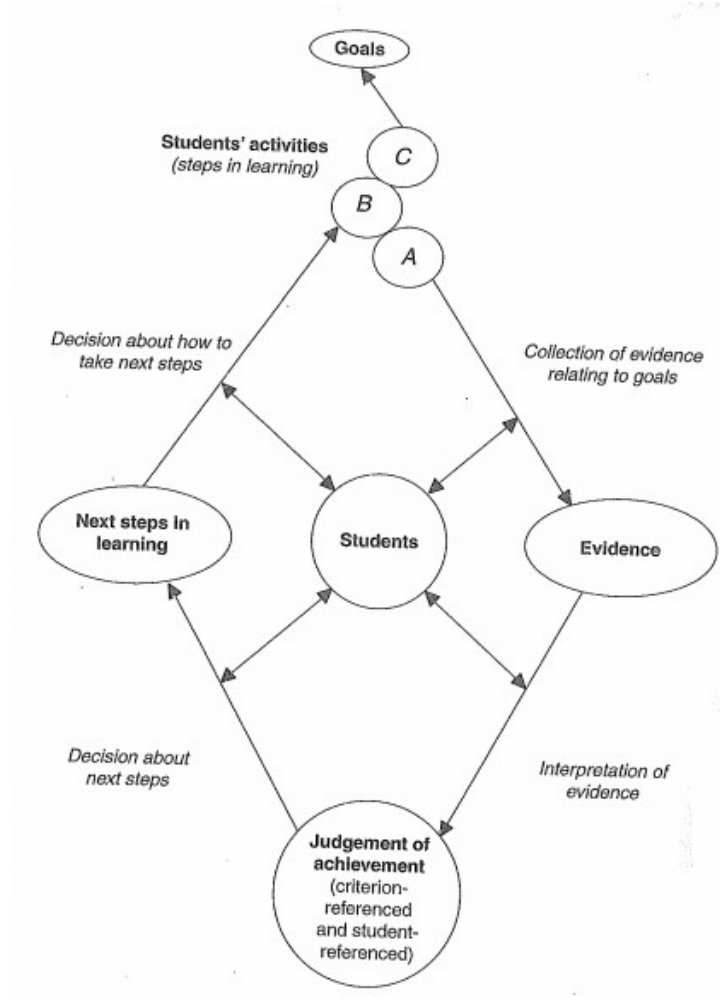 Goals
Students’ activities
(steps in learning)
C
B
A
Decision about how to
take next steps
Collection of evidence
relating to goals
Next steps in
learning
Students
Evidence
Decision about
next steps
Interpretation of
evidence
Judgement of
achievement
(criterion-
referenced
and student-
referenced)